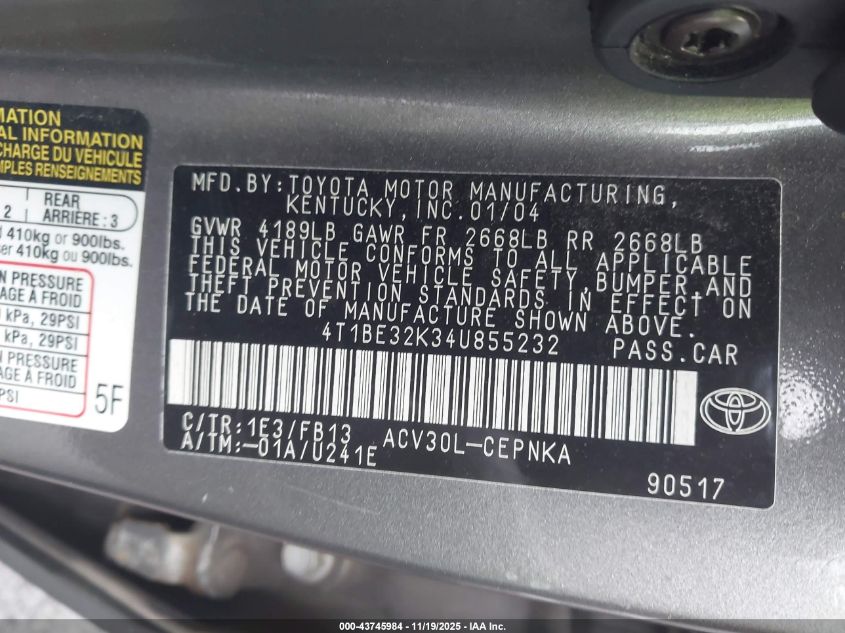 MATION
AL INFORMATION
CHARGE DU VÉHICULE
MPLES RENSEIGNEMENTS
2 REAR
ARRIÈRE : 3
d 410kg or 900lbs.
ser 410kg ou 900lbs.
N PRESSURE
AGE À FROID
kPa, 29PSI
kPa, 29PSI
N PRESSURE
AGE À FROID
PSI
5F
MFD.BY: TOYOTA MOTOR MANUFACTURING,
KENTUCKY, INC. 01/04
GVWR 4189LB GAWR FR 2668LB RR 2668LB
THIS VEHICLE CONFORMS TO ALL APPLICABLE
FEDERAL MOTOR VEHICLE SAFETY, BUMPER, AND
THEFT PREVENTION STANDARDS IN EFFECT ON
THE DATE OF MANUFACTURE SHOWN ABOVE.
4T1BE32K34U855232 PASS.CAR
C/TR: 1E3/FB13 ACV30L-CEPNKA
A/TM: -01A/U241E
90517
000-43745984 - 11/19/2025 - IAA Inc.